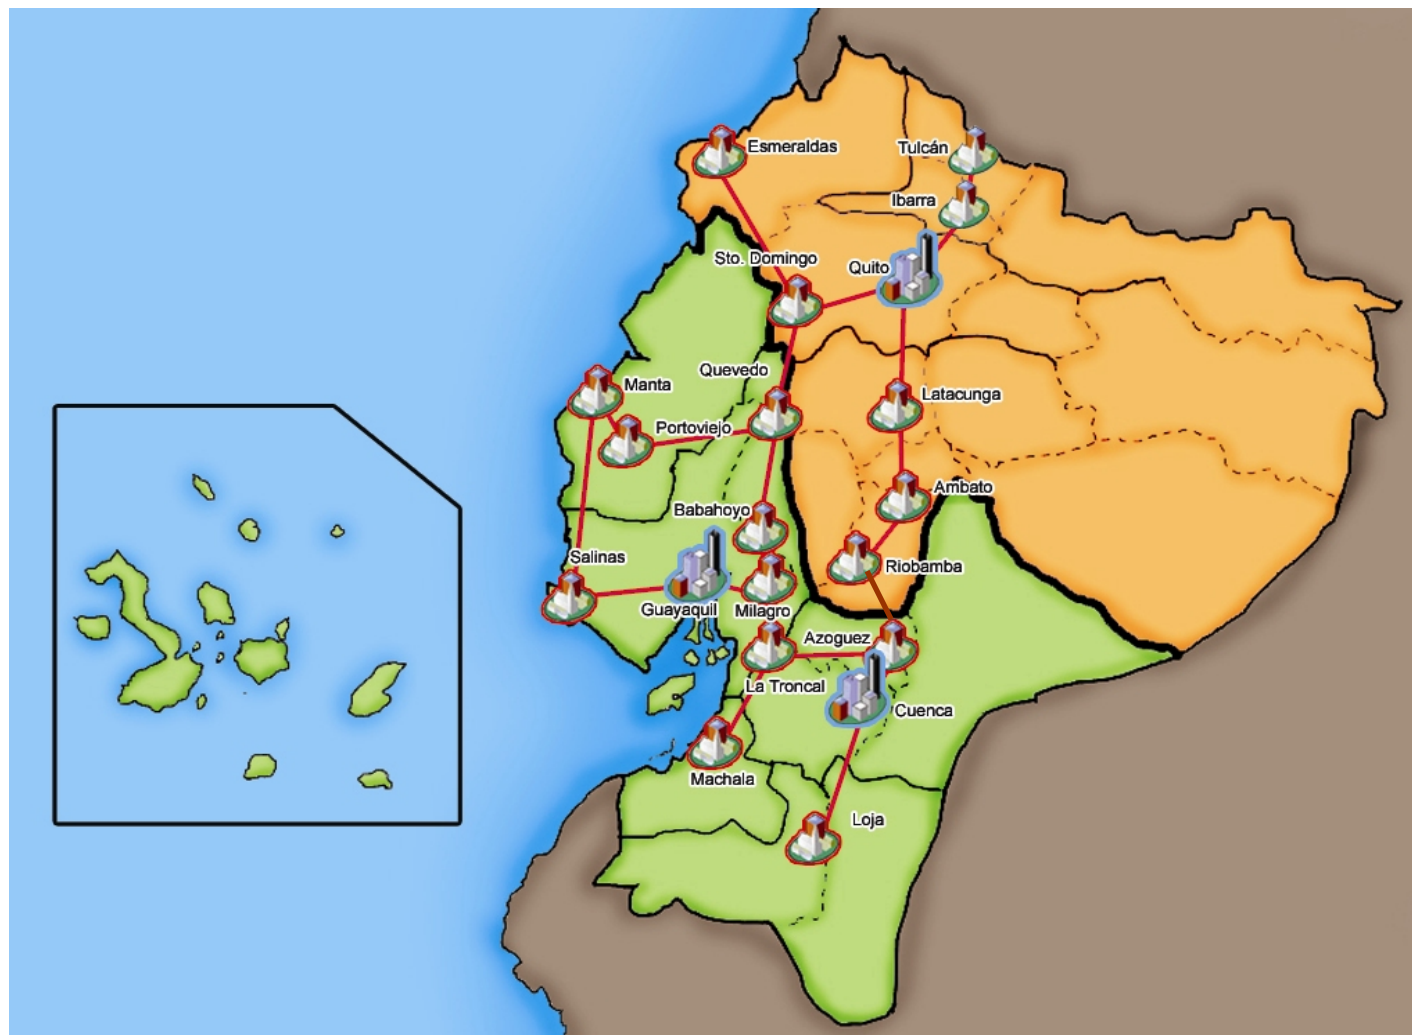 Esmeraldas
Tulcán
Ibarra
Sto. Domingo
Quito
Quevedo
Manta
Latacunga
Portoviejo
Ambato
Babahoyo
Salinas
Riobamba
Guayaquil
Milagro
Azoguez
La Troncal
Cuenca
Machala
Loja